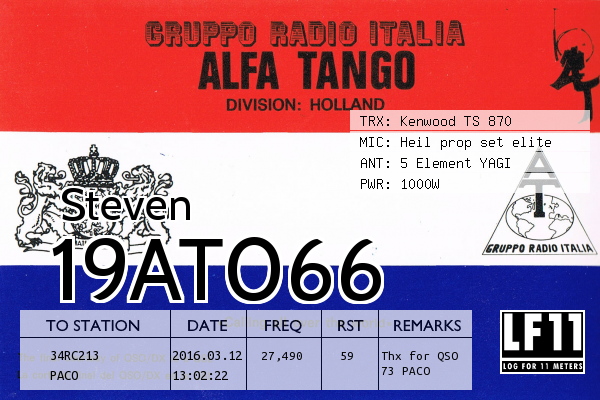 GRUPPO RADIO ITALIA
ALFA TANGO
DIVISION: HOLLAND
TRX: Kenwood TS 870
MIC: Heil prop set elite
ANT: 5 Element YAGI
PWR: 1000W
AT
1
GRUPPO RADIO ITALIA
Steven
19AT066
TO STATION DATE FREQ RST REMARKS
34RC213 2016.03.12 27,490 59 Thx for QSO
PACO 13:02:22 73 PACO
LF11
LOG FOR 11 METERS